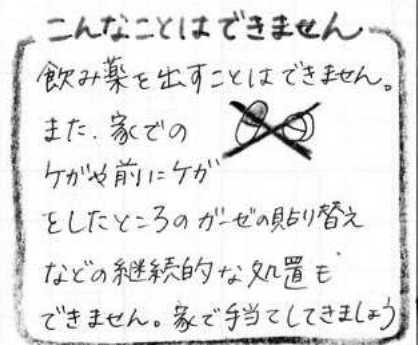 こんなことはできません
飲み薬を出すことはできません。
また、家での
ケガや前にケガ
をしたところのガーゼの貼り替え
などの継続的な処置も
できません。家で手当てしてきましょう